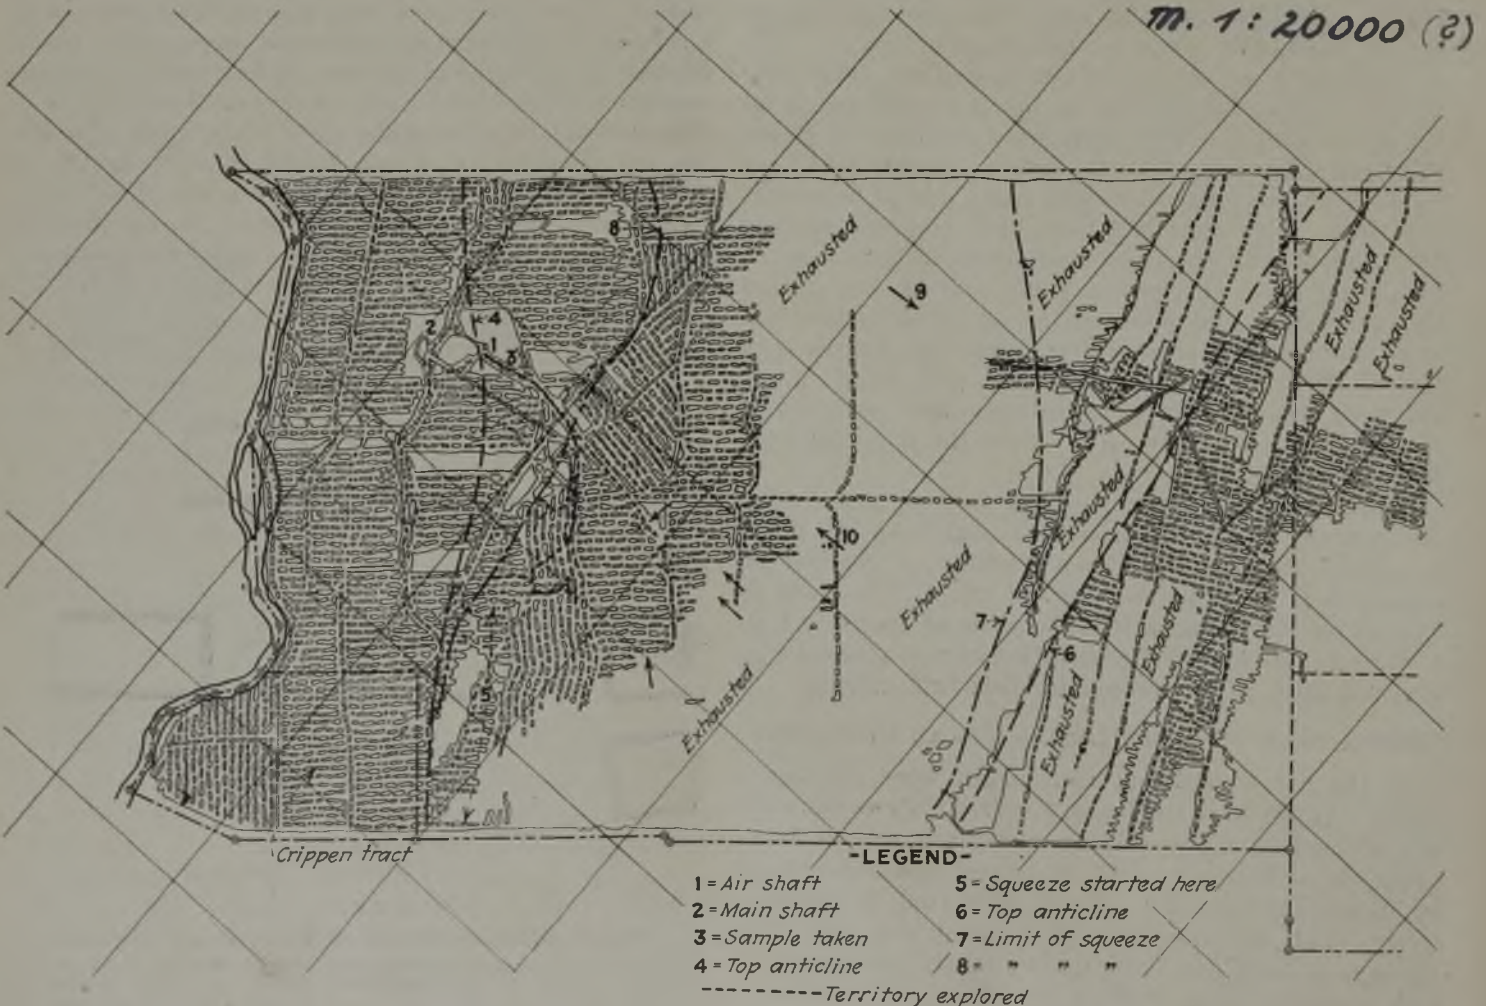 m. 1:20000 (?)
8
Exhausted
Exhausted
Exhausted
Exhausted
9
2
4
1
3
10
Exhausted
Exhausted
7
6
Exhausted
5
Exhausted
Exhausted
Crippen tract
-LEGEND-
1 = Air shaft
2 = Main shaft
3 = Sample taken
4 = Top anticline
5 = Squeeze started here
6 = Top anticline
7 = Limit of squeeze
8 = " " "
--------- Territory explored